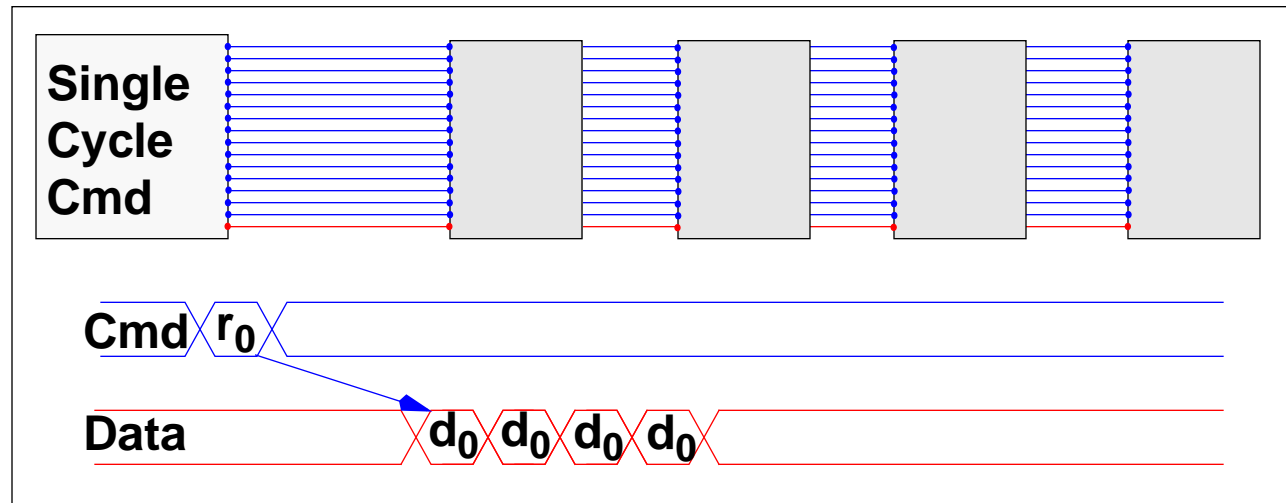 Single
Cycle
Cmd
Cmd r₀
Data d₀ d₀ d₀ d₀